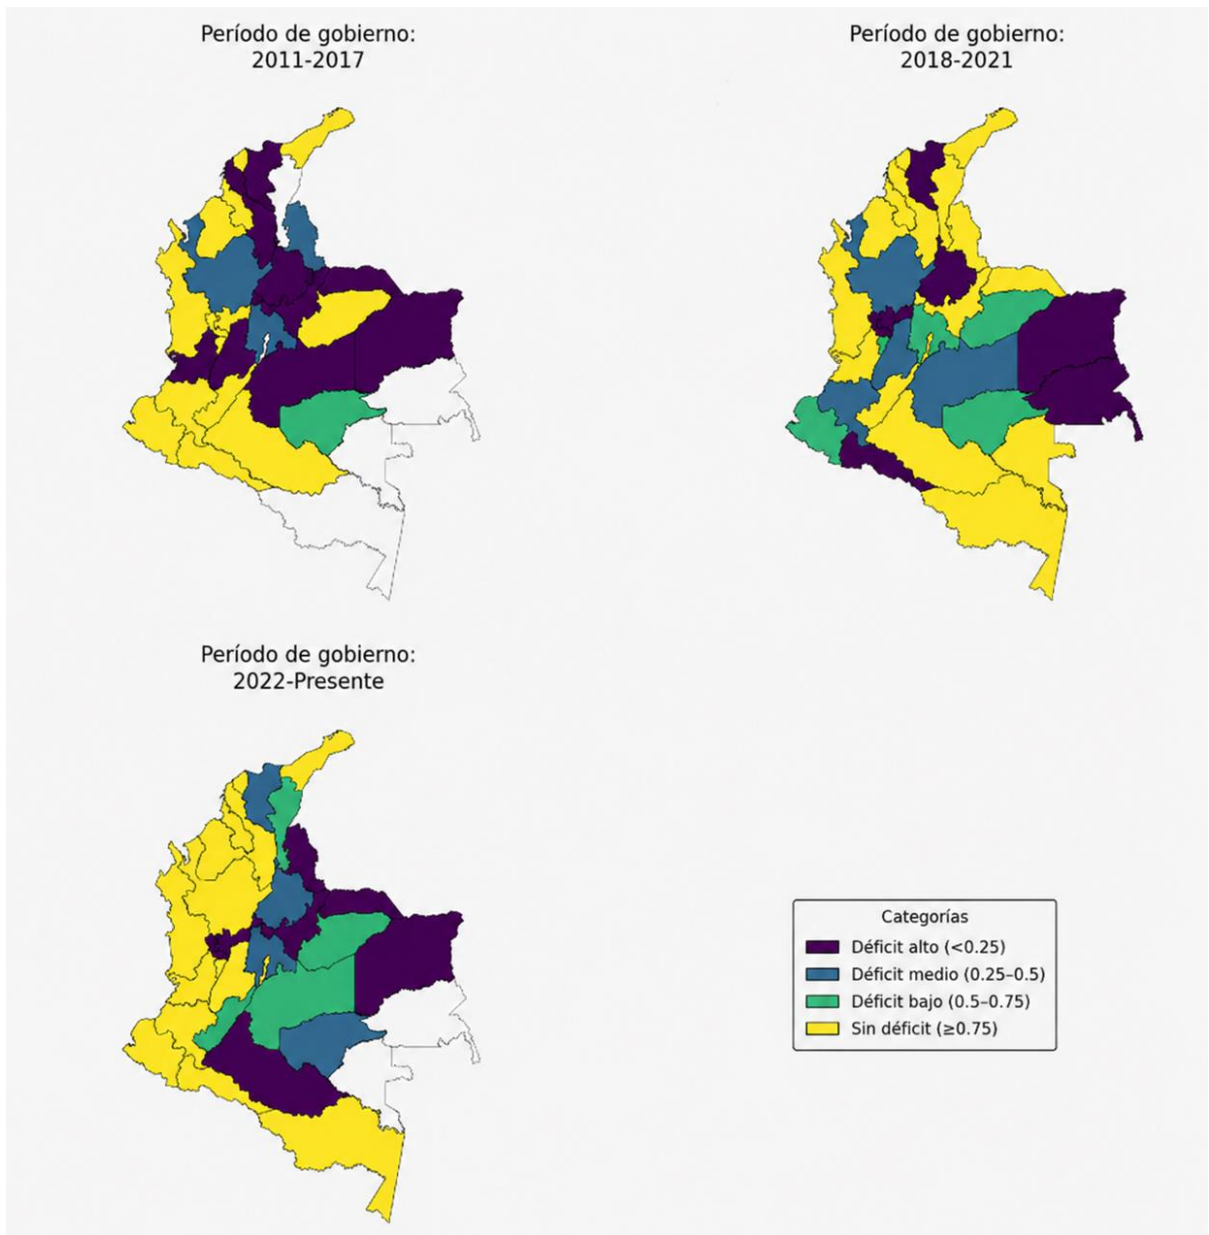 Período de gobierno:
2011-2017
Período de gobierno:
2018-2021
Período de gobierno:
2022-Presente
Categorías
Déficit alto (<0.25)
Déficit medio (0.25–0.5)
Déficit bajo (0.5–0.75)
Sin déficit (≥0.75)